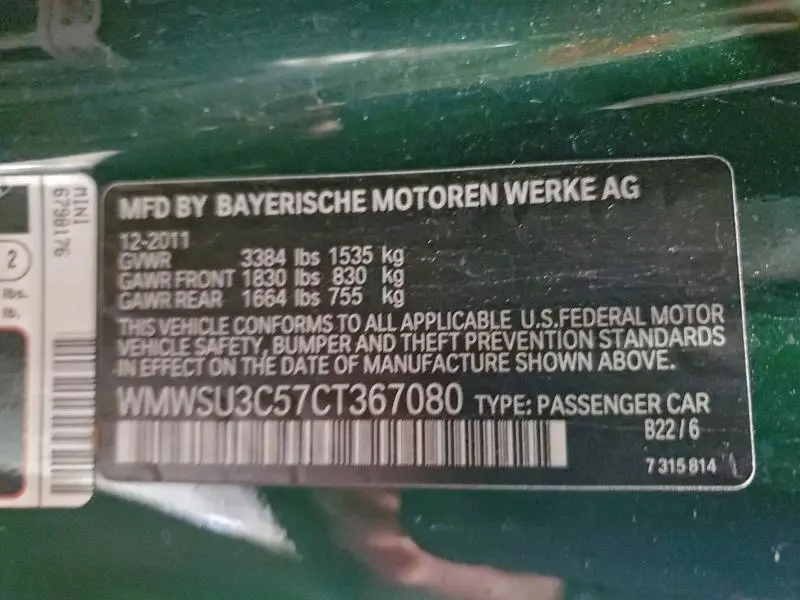 MFD BY BAYERISCHE MOTOREN WERKE AG
12-2011
GVWR 3384 lbs 1535 kg
GAWR FRONT 1830 lbs 830 kg
GAWR REAR 1664 lbs 755 kg
THIS VEHICLE CONFORMS TO ALL APPLICABLE U.S.FEDERAL MOTOR
VEHICLE SAFETY, BUMPER AND THEFT PREVENTION STANDARDS
IN EFFECT ON THE DATE OF MANUFACTURE SHOWN ABOVE.
WMWSU3C57CT367080 TYPE: PASSENGER CAR
B22/6
7 315 814
MINI
6798176
2
lbs.
lb.